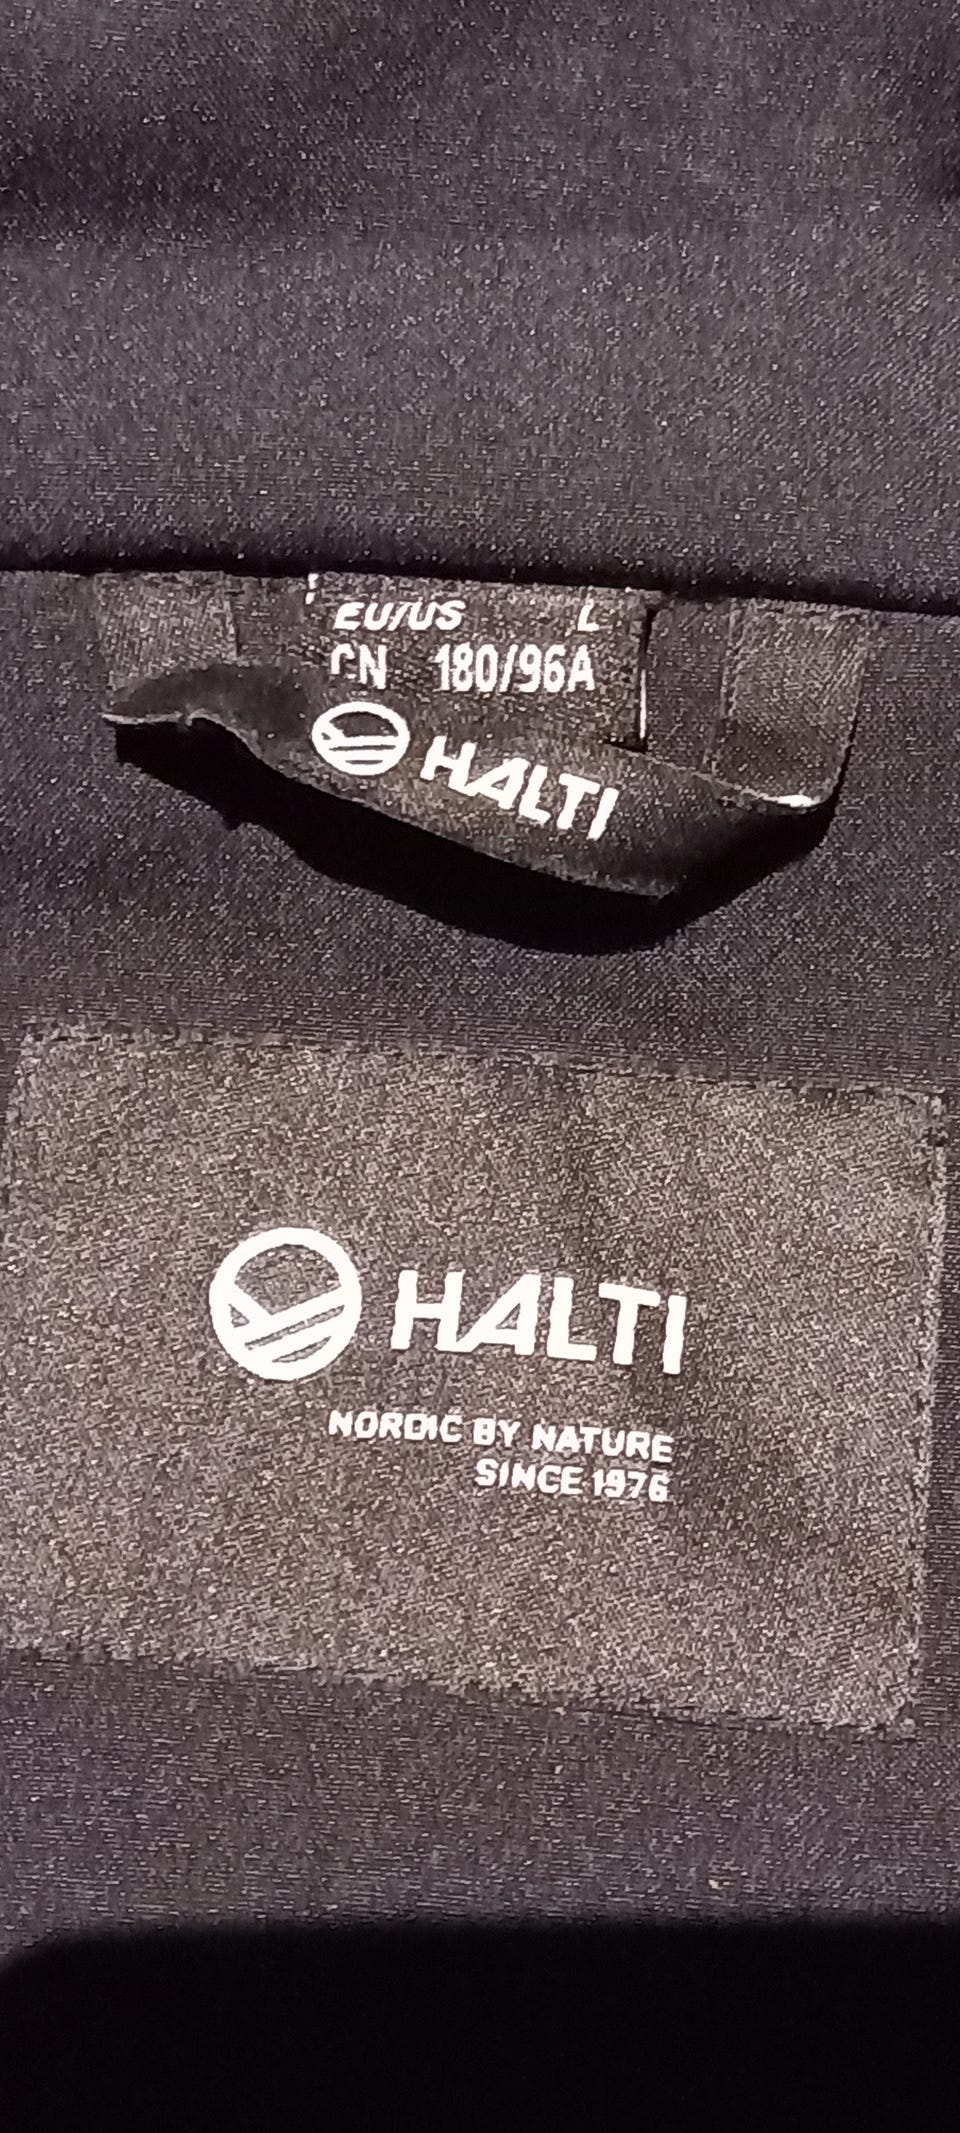 EU/US L
CN 180/96A
HALTI
HALTI
NORDIC BY NATURE
SINCE 1976